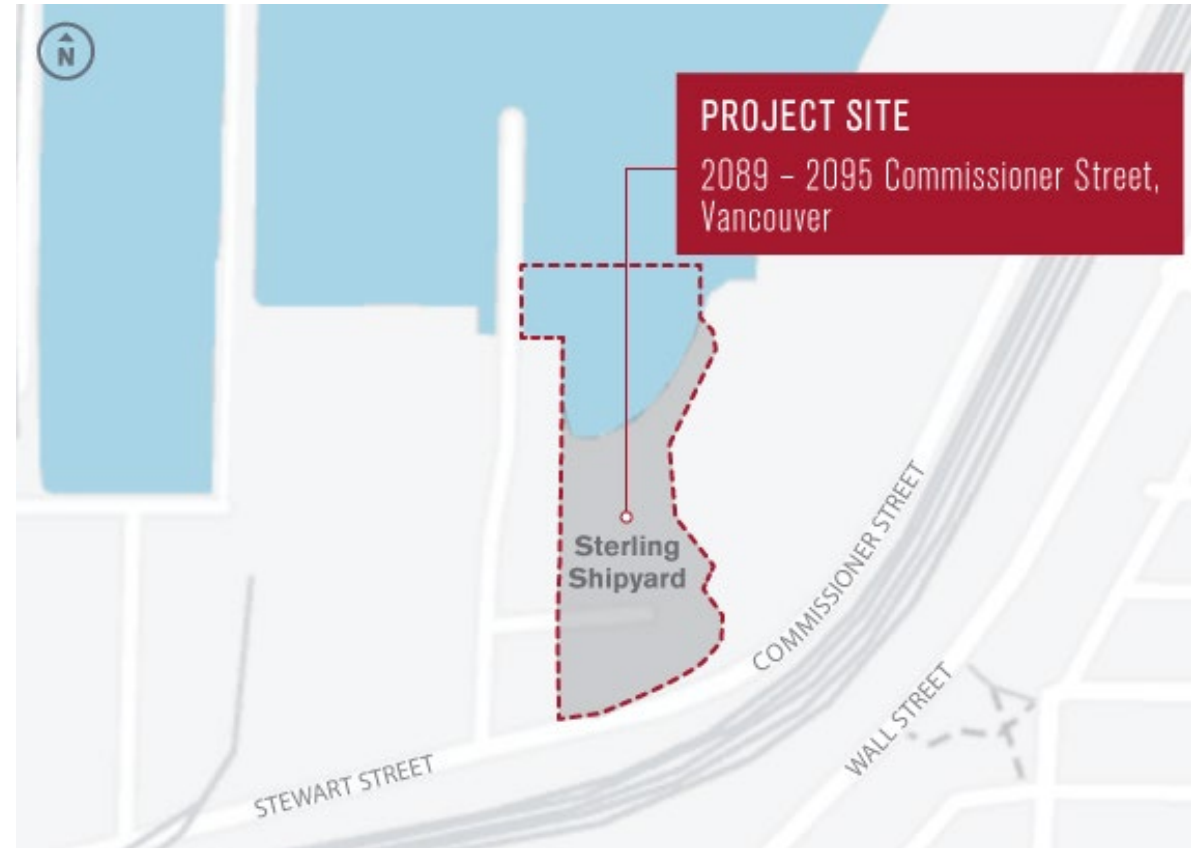 N
PROJECT SITE
2089 – 2095 Commissioner Street,
Vancouver
Sterling
Shipyard
COMMISSIONER STREET
WALL STREET
STEWART STREET